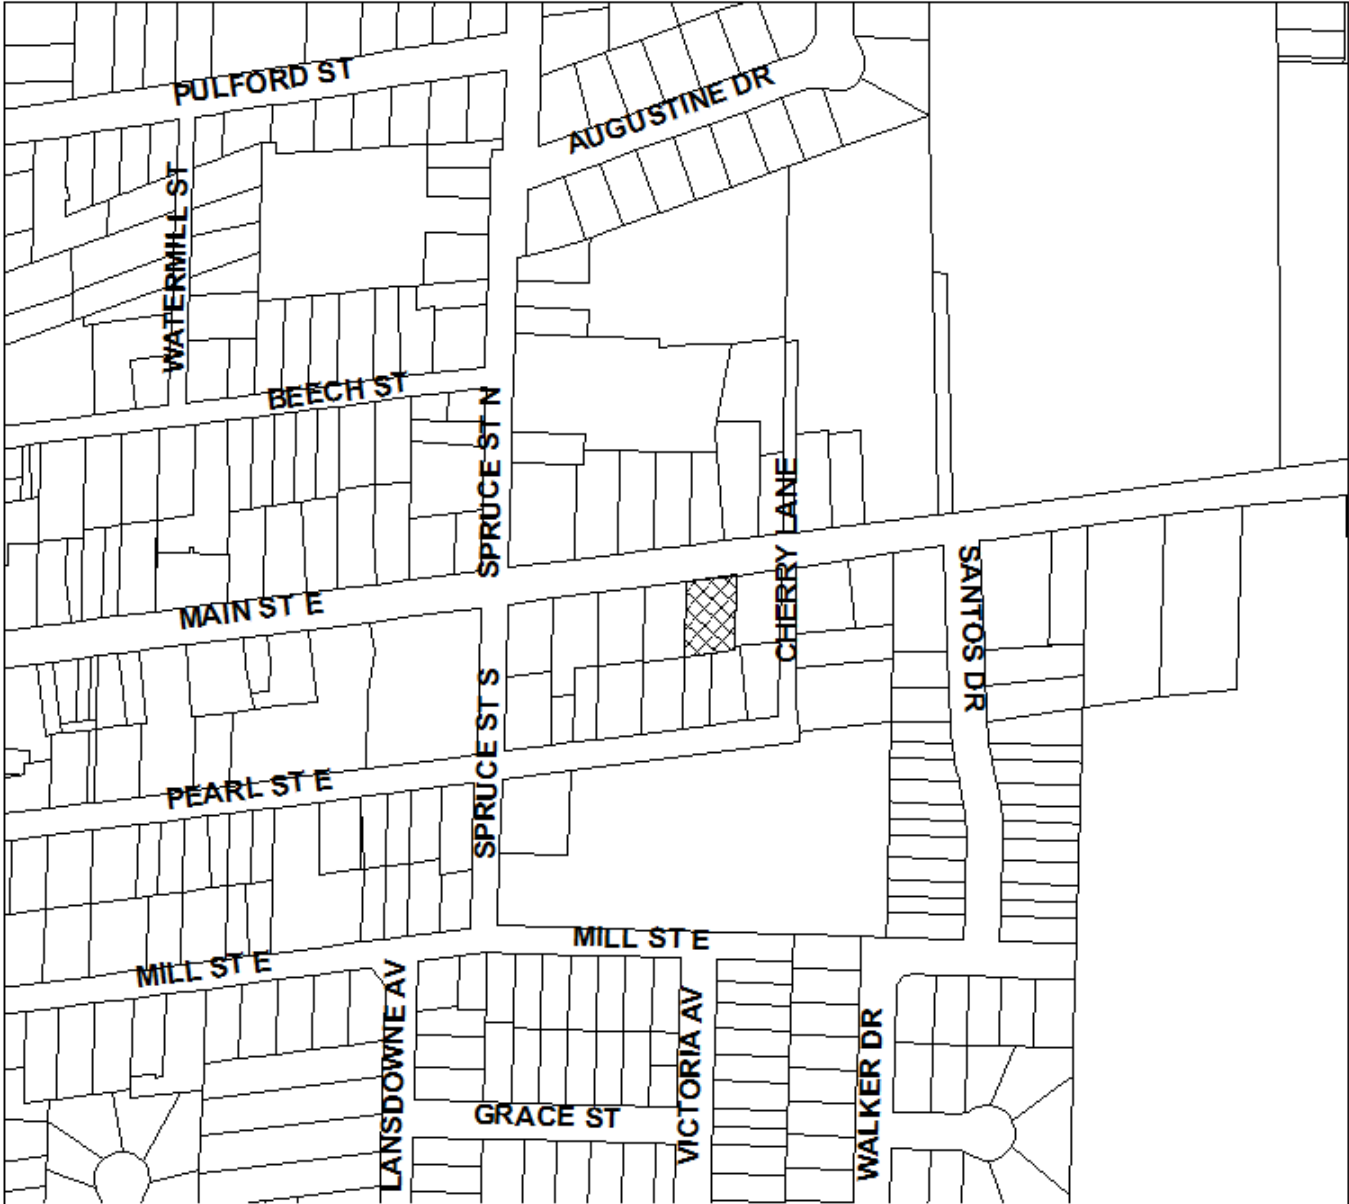 PULFORD ST
AUGUSTINE DR
WATERMILL ST
BEECH ST
SPRUCE ST N
CHERRY LANE
MAIN ST E
SANTOS DR
SPRUCE ST S
PEARL ST E
MILL ST E
MILL ST E
LANSDOWNE AV
VICTORIA AV
WALKER DR
GRACE ST